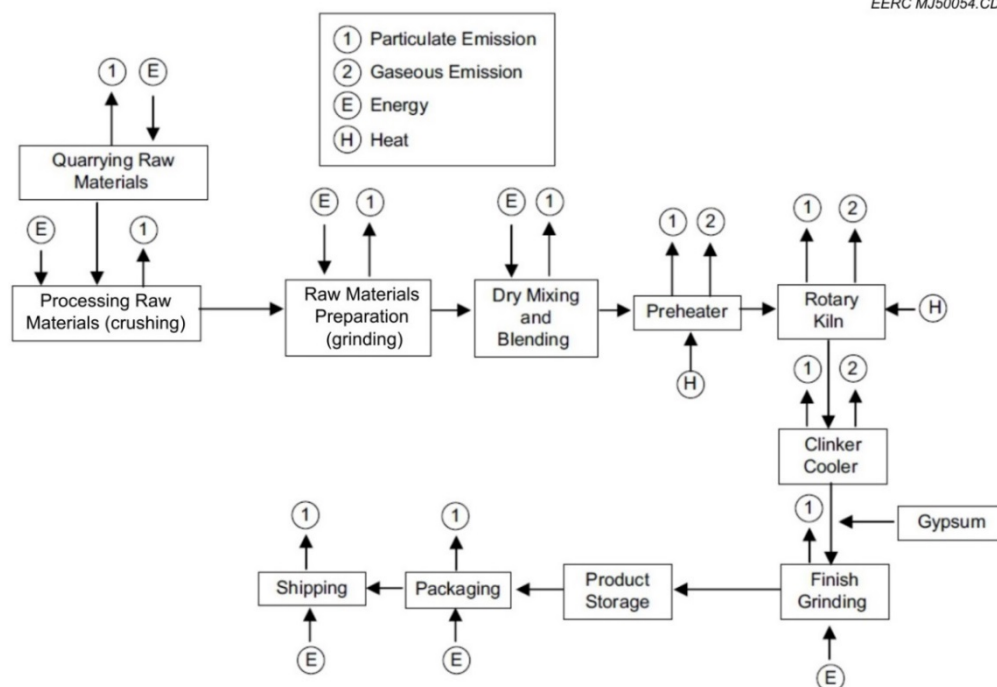 EERC MJ50054.CD
1 Particulate Emission
2 Gaseous Emission
E Energy
H Heat
1 E
Quarrying Raw
Materials
E 1
Processing Raw
Materials (crushing)
E 1
Raw Materials
Preparation
(grinding)
E 1
Dry Mixing
and
Blending
1 2
Preheater
H
1 2
Rotary
Kiln
H
1 2
Clinker
Cooler
Gypsum
1
Finish
Grinding
E
Product
Storage
1
Packaging
E
1
Shipping
E